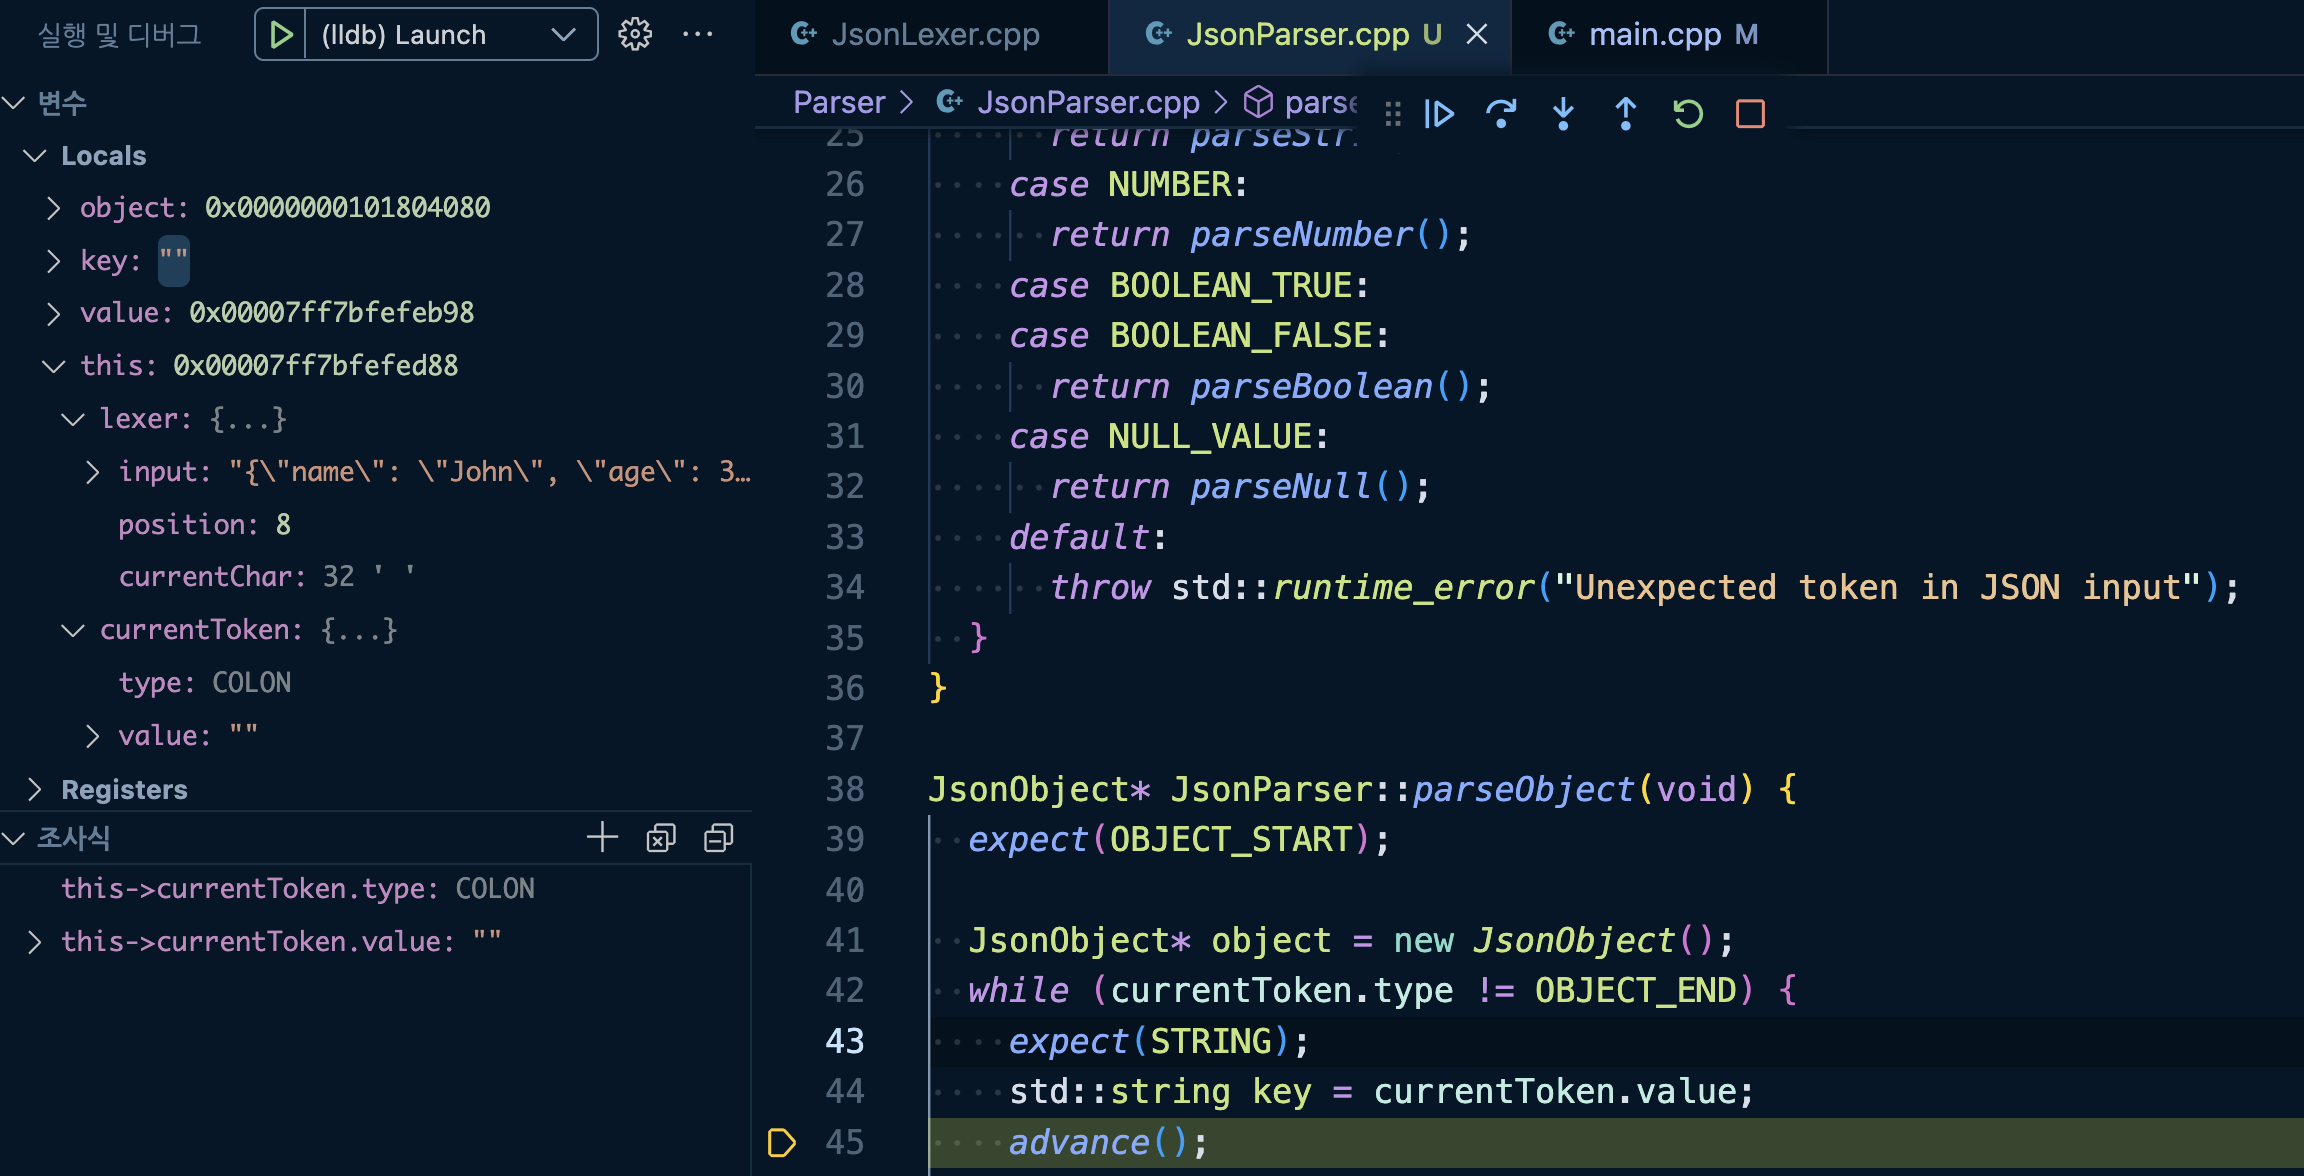 실행 및 디버그
(lldb) Launch
변수
Locals
object: 0x0000000101804080
key: ""
value: 0x00007ff7bfefeb98
this: 0x00007ff7bfefed88
lexer: {...}
input: "{\"name\": \"John\", \"age\": 3…
position: 8
currentChar: 32 ' '
currentToken: {...}
type: COLON
value: ""
Registers
조사식
this->currentToken.type: COLON
this->currentToken.value: ""
JsonLexer.cpp
JsonParser.cpp U
main.cpp M
Parser > JsonParser.cpp > parse
25 return parseStr
26 case NUMBER:
27 return parseNumber();
28 case BOOLEAN_TRUE:
29 case BOOLEAN_FALSE:
30 return parseBoolean();
31 case NULL_VALUE:
32 return parseNull();
33 default:
34 throw std::runtime_error("Unexpected token in JSON input");
35 }
36 }
37
38 JsonObject* JsonParser::parseObject(void) {
39 expect(OBJECT_START);
40
41 JsonObject* object = new JsonObject();
42 while (currentToken.type != OBJECT_END) {
43 expect(STRING);
44 std::string key = currentToken.value;
45 advance();